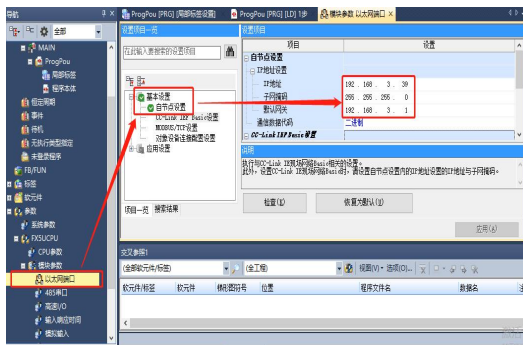 导航
全部
MAIN
ProgPou
局部标签
程序本体
恒定周期
事件
待机
无执行类型指定
未登录程序
FB/FUN
标签
软元件
参数
系统参数
FX5UCPU
CPU参数
模块参数
以太网端口
485串口
高速I/O
输入响应时间
模拟输入
ProgPou [PRG] [局部标签设置] 1步
ProgPou [PRG] [LD] 1步
模块参数 以太网端口
设置项目一览
在此输入要搜索的设置项目
基本设置
自节点设置
CC-Link IEF Basic设置
MODBUS/TCP设置
对象设备连接配置设置
应用设置
项目一览 搜索结果
设置项目
项目 设置
自节点设置
IP地址设置
IP地址 192 . 168 . 3 . 39
子网掩码 255 . 255 . 255 . 0
默认网关 192 . 168 . 3 . 1
通信数据代码 二进制
CC-Link IEF Basic设置
说明
执行与CC-Link IE现场网络Basic相关的设置。
此外，设置CC-Link IE现场网络Basic时，请设置自节点设置内的IP地址设置的IP地址与子网掩码。
检查(K)
恢复为默认(U)
应用(A)
交叉参照1
(全部软元件/标签)
(全工程)
视图(V)
选项(O)...
软元件/标签 软元件 梯形图符号 位置 程序文件名 数据名